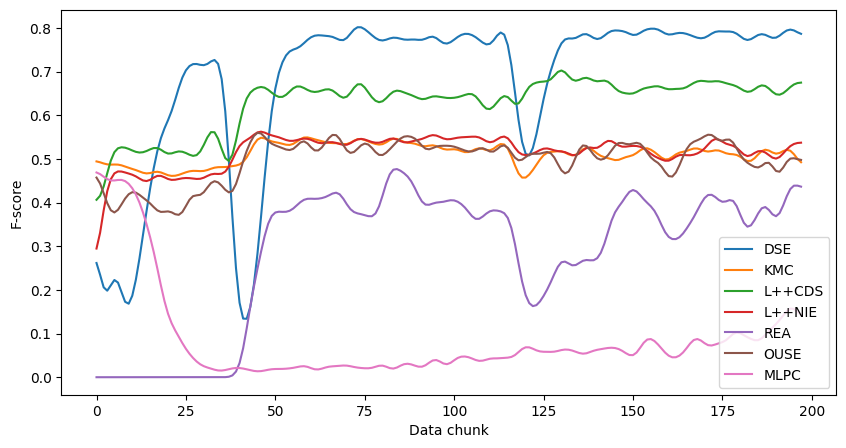 F-score
0.8
0.7
0.6
0.5
0.4
0.3
0.2
0.1
0.0
0 25 50 75 100 125 150 175 200
Data chunk
DSE
KMC
L++CDS
L++NIE
REA
OUSE
MLPC